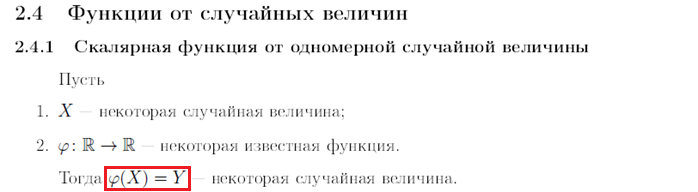 2.4 Функции от случайных величин
2.4.1 Скалярная функция от одномерной случайной величины
Пусть
1. X — некоторая случайная величина;
2. φ: ℝ → ℝ — некоторая известная функция.
Тогда φ(X) = Y — некоторая случайная величина.